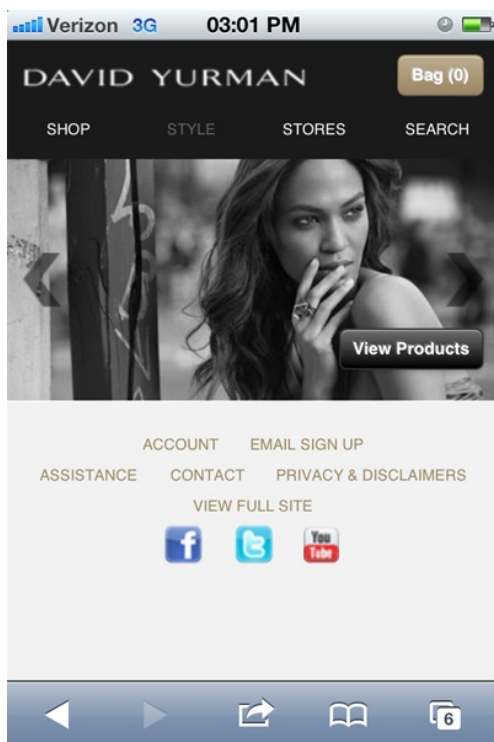 Verizon 3G 03:01 PM
DAVID YURMAN Bag (0)
SHOP STYLE STORES SEARCH
View Products
ACCOUNT EMAIL SIGN UP
ASSISTANCE CONTACT PRIVACY & DISCLAIMERS
VIEW FULL SITE
f t You Tube
6